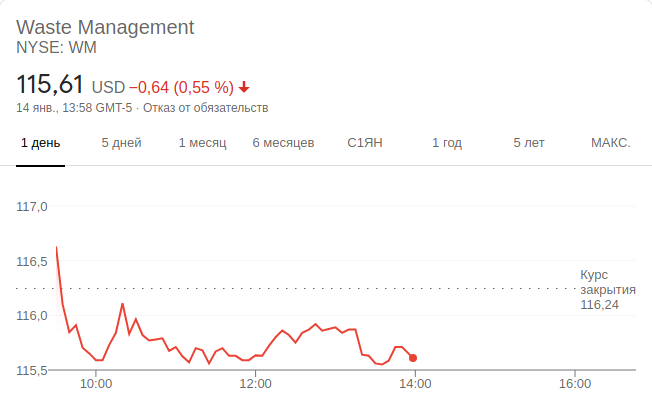 Waste Management
NYSE: WM
115,61 USD −0,64 (0,55 %)
14 янв., 13:58 GMT-5 · Отказ от обязательств
1 день 5 дней 1 месяц 6 месяцев С1ЯН 1 год 5 лет МАКС.
117,0
116,5
Курс
закрытия
116,24
116,0
115,5
10:00 12:00 14:00 16:00